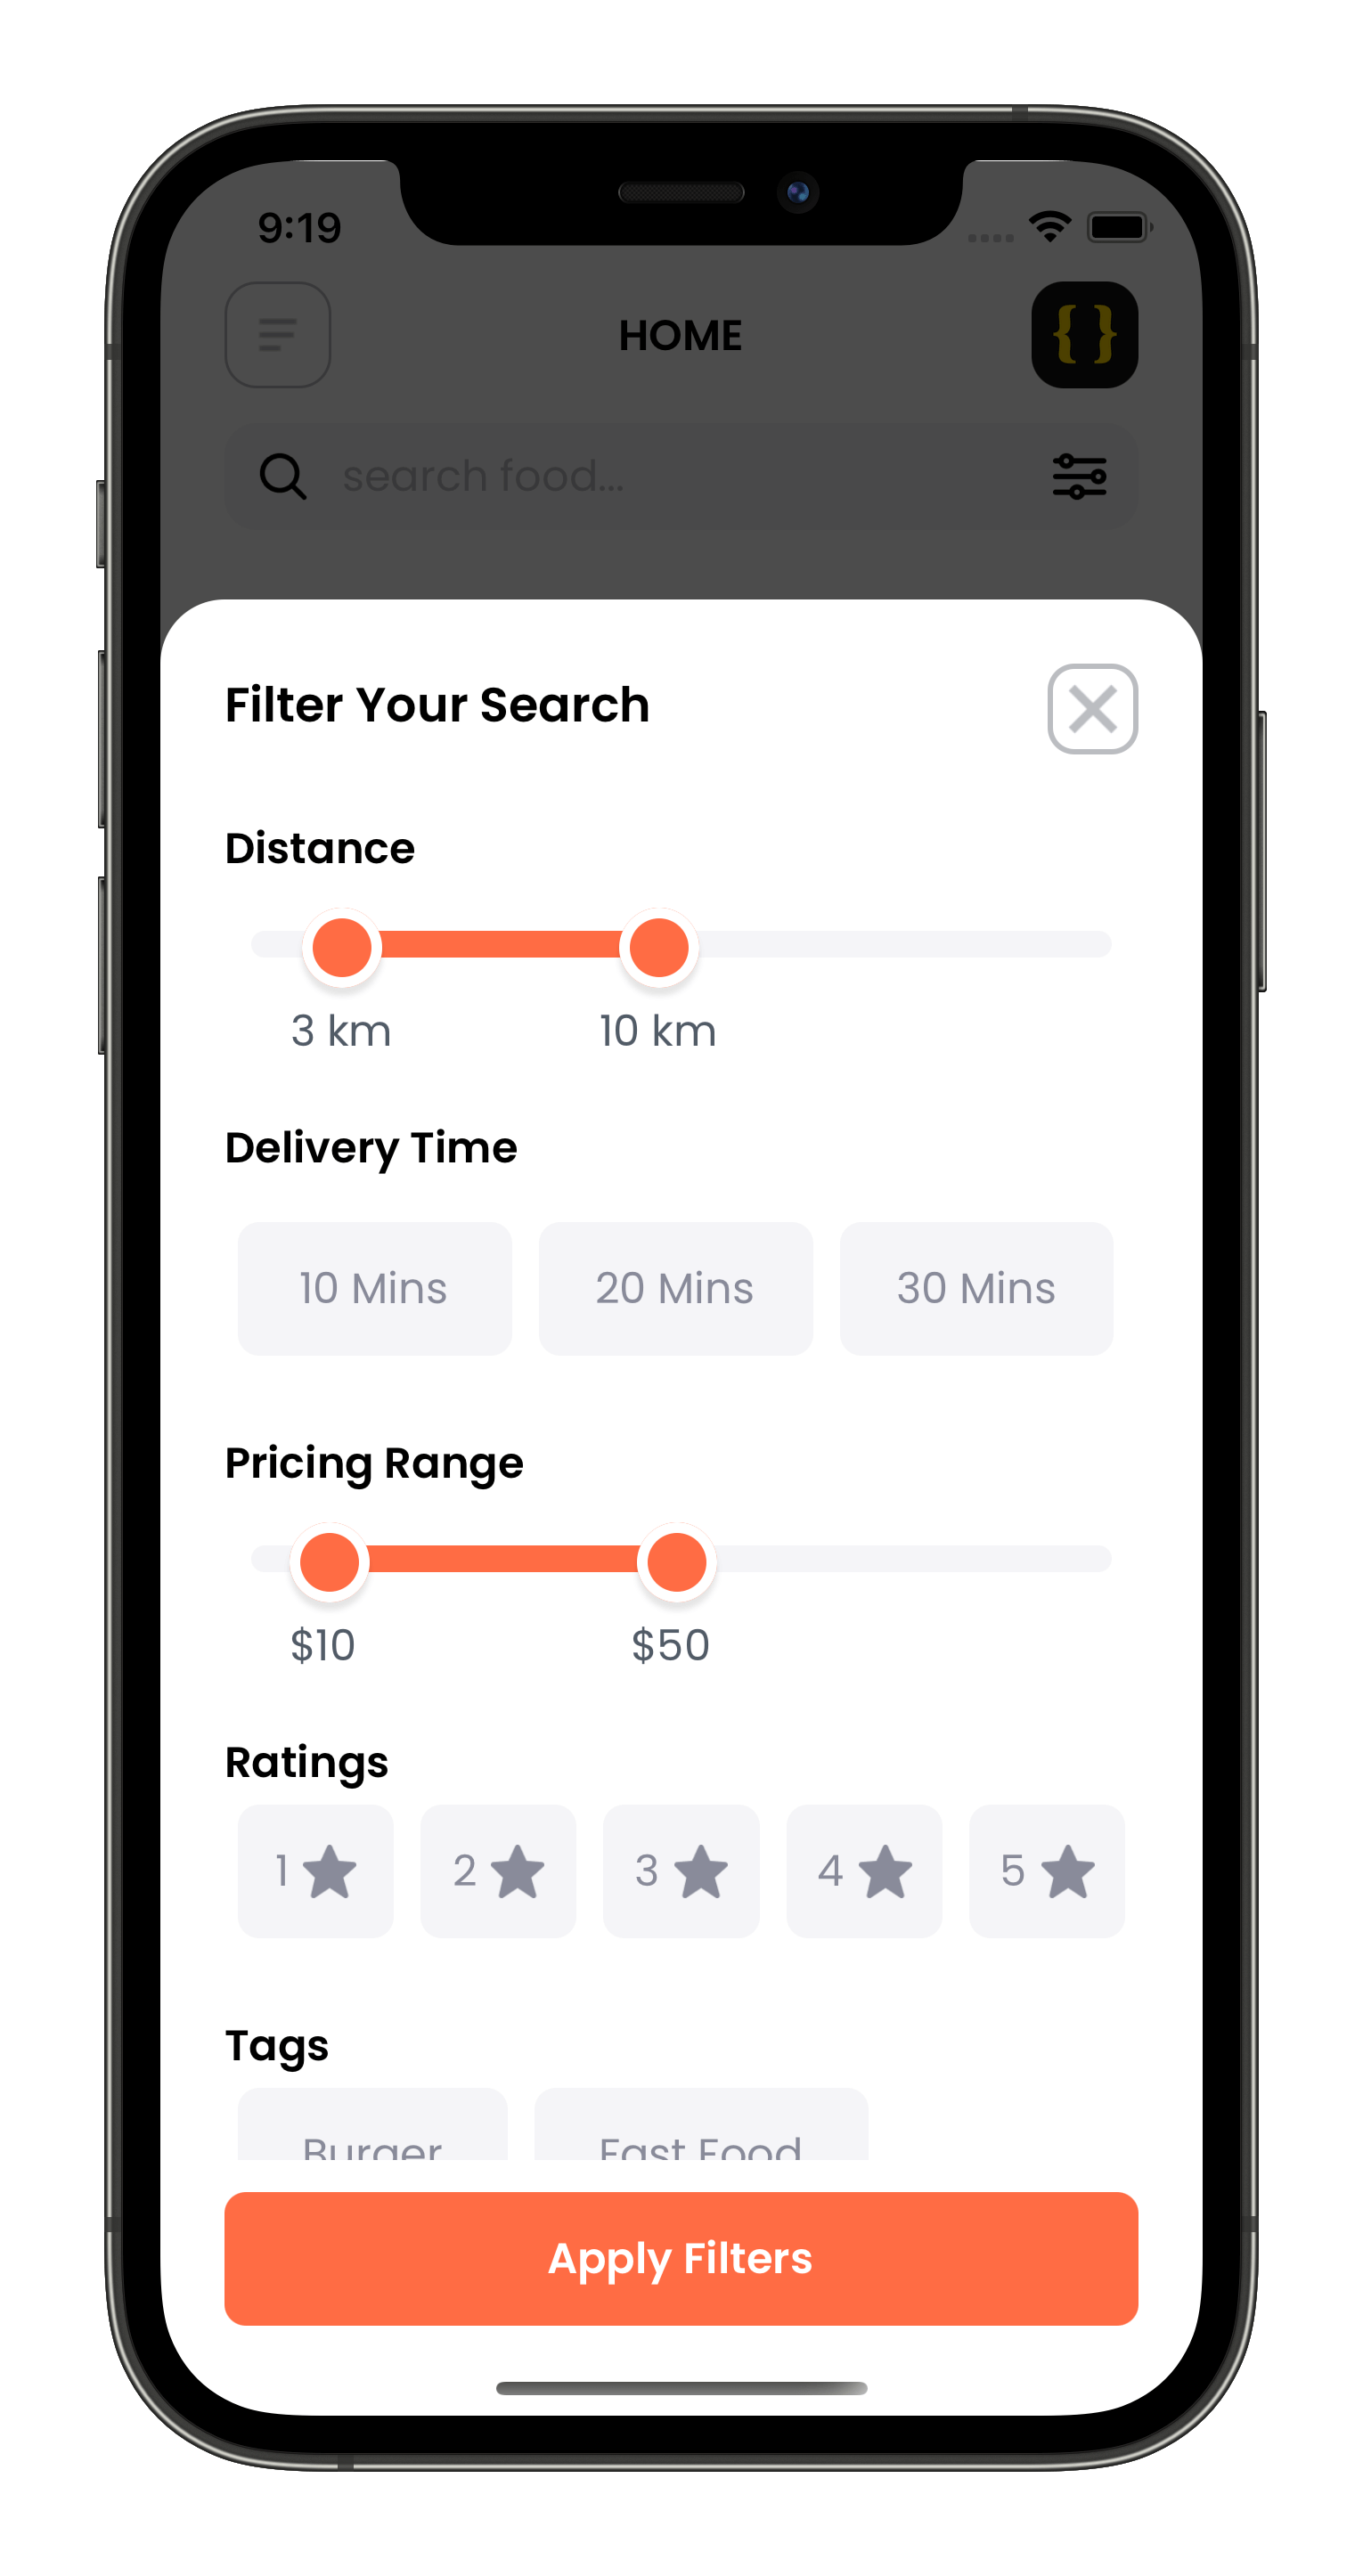 9:19
HOME
{ }
search food...
Filter Your Search
Distance
3 km
10 km
Delivery Time
10 Mins
20 Mins
30 Mins
Pricing Range
$10
$50
Ratings
1
2
3
4
5
Tags
Burger
Fast Food
Apply Filters